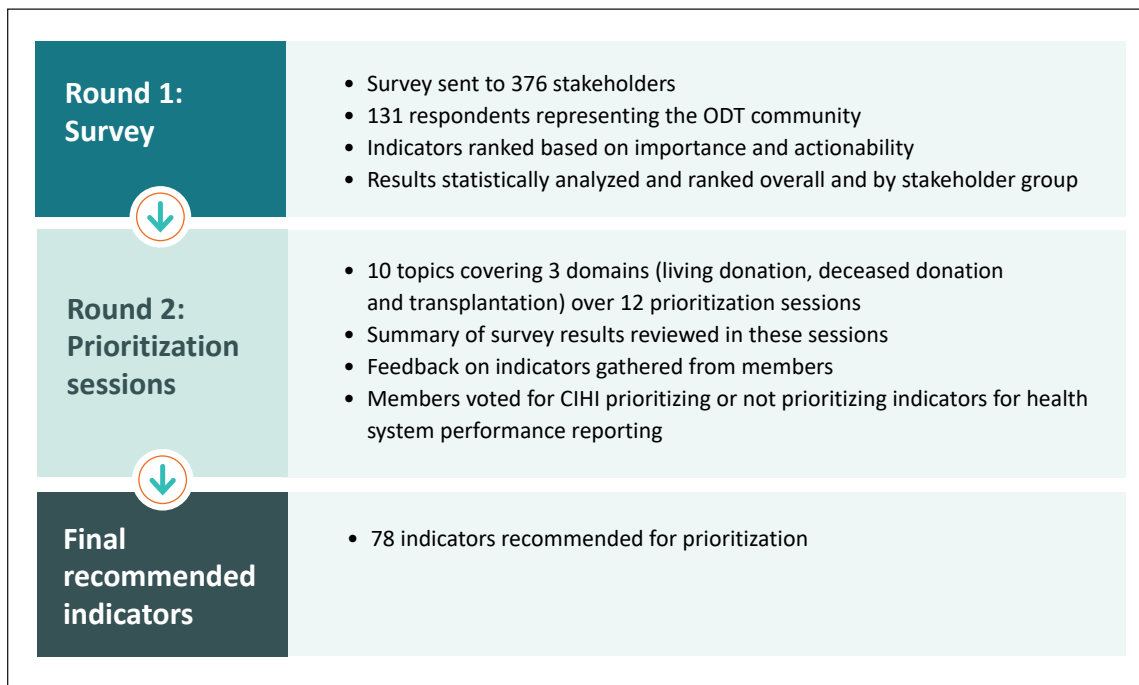 Round 1:
Survey
• Survey sent to 376 stakeholders
• 131 respondents representing the ODT community
• Indicators ranked based on importance and actionability
• Results statistically analyzed and ranked overall and by stakeholder group
Round 2:
Prioritization
sessions
• 10 topics covering 3 domains (living donation, deceased donation
and transplantation) over 12 prioritization sessions
• Summary of survey results reviewed in these sessions
• Feedback on indicators gathered from members
• Members voted for CIHI prioritizing or not prioritizing indicators for health
system performance reporting
Final
recommended
indicators
• 78 indicators recommended for prioritization